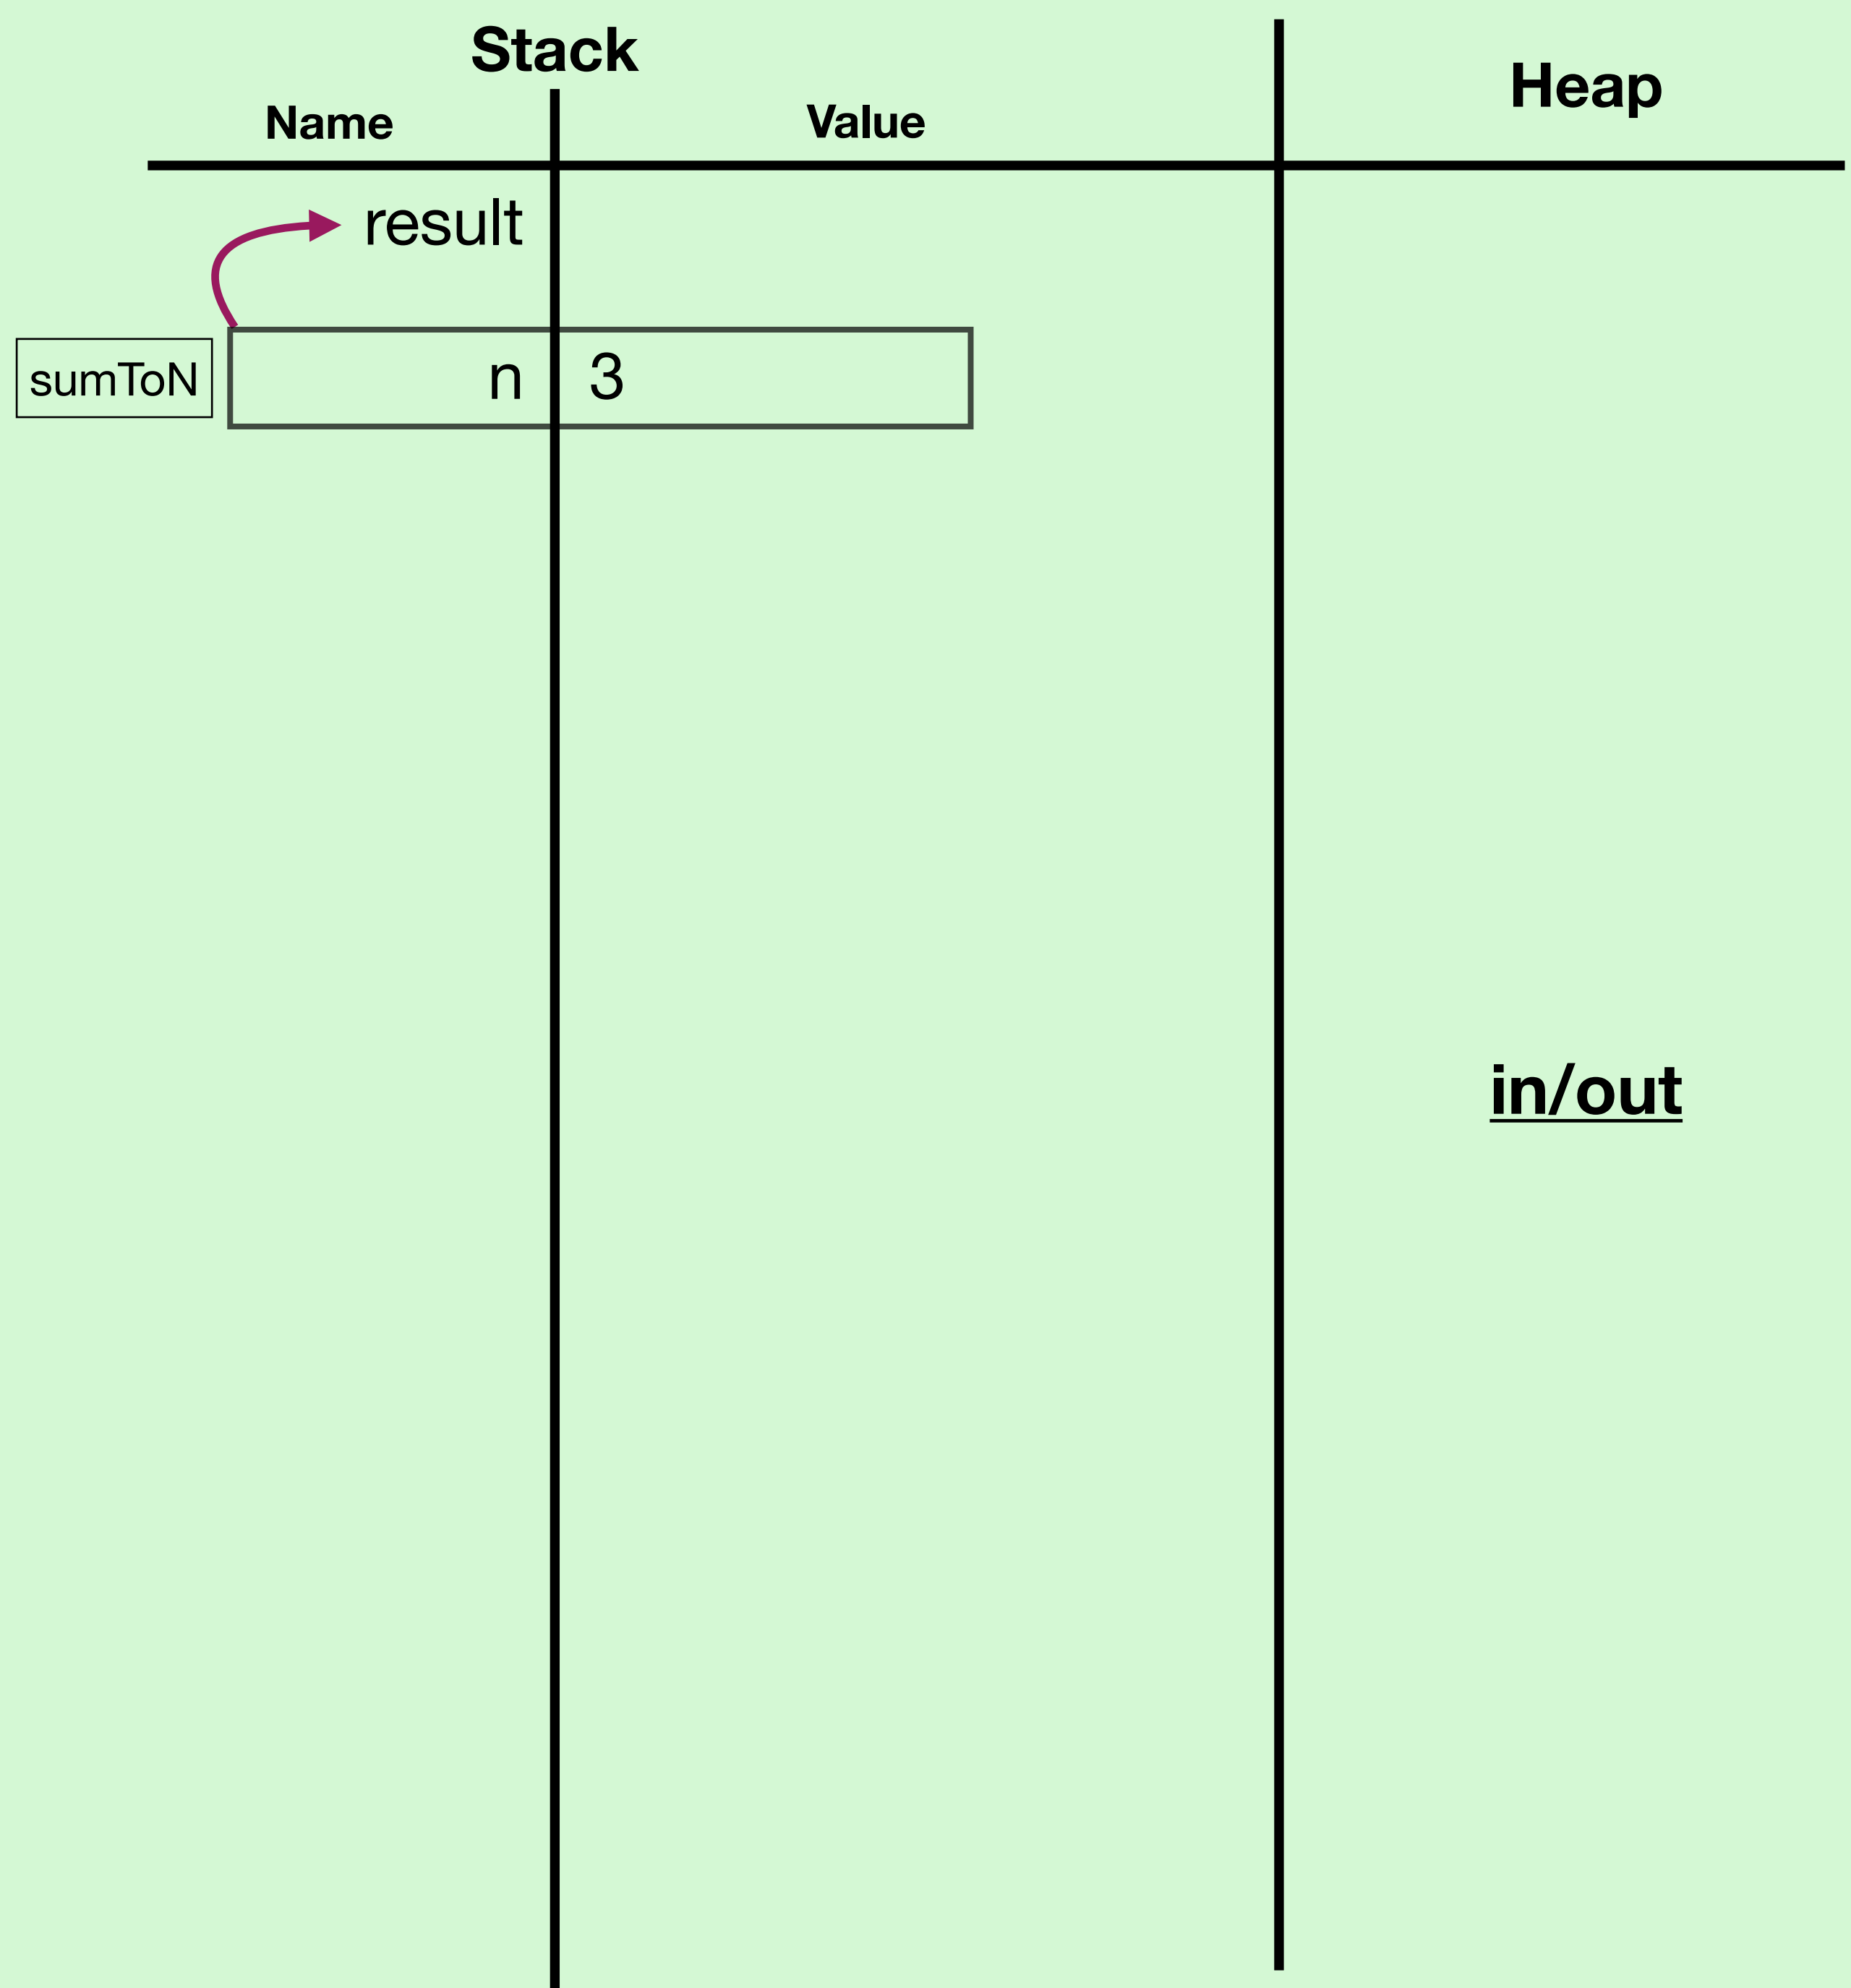 Stack
Heap
Name Value
result
sumToN n 3
in/out